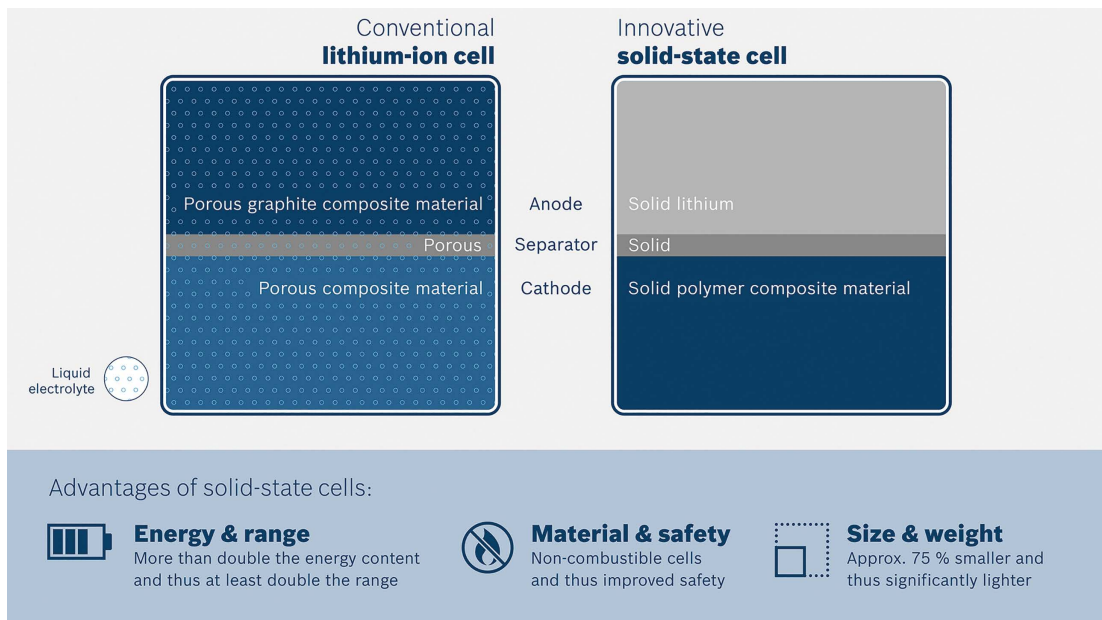 Conventional
lithium-ion cell
Innovative
solid-state cell
Porous graphite composite material
Anode
Solid lithium
Porous
Separator
Solid
Porous composite material
Cathode
Solid polymer composite material
Liquid
electrolyte
Advantages of solid-state cells:
Energy & range
More than double the energy content
and thus at least double the range
Material & safety
Non-combustible cells
and thus improved safety
Size & weight
Approx. 75 % smaller and
thus significantly lighter